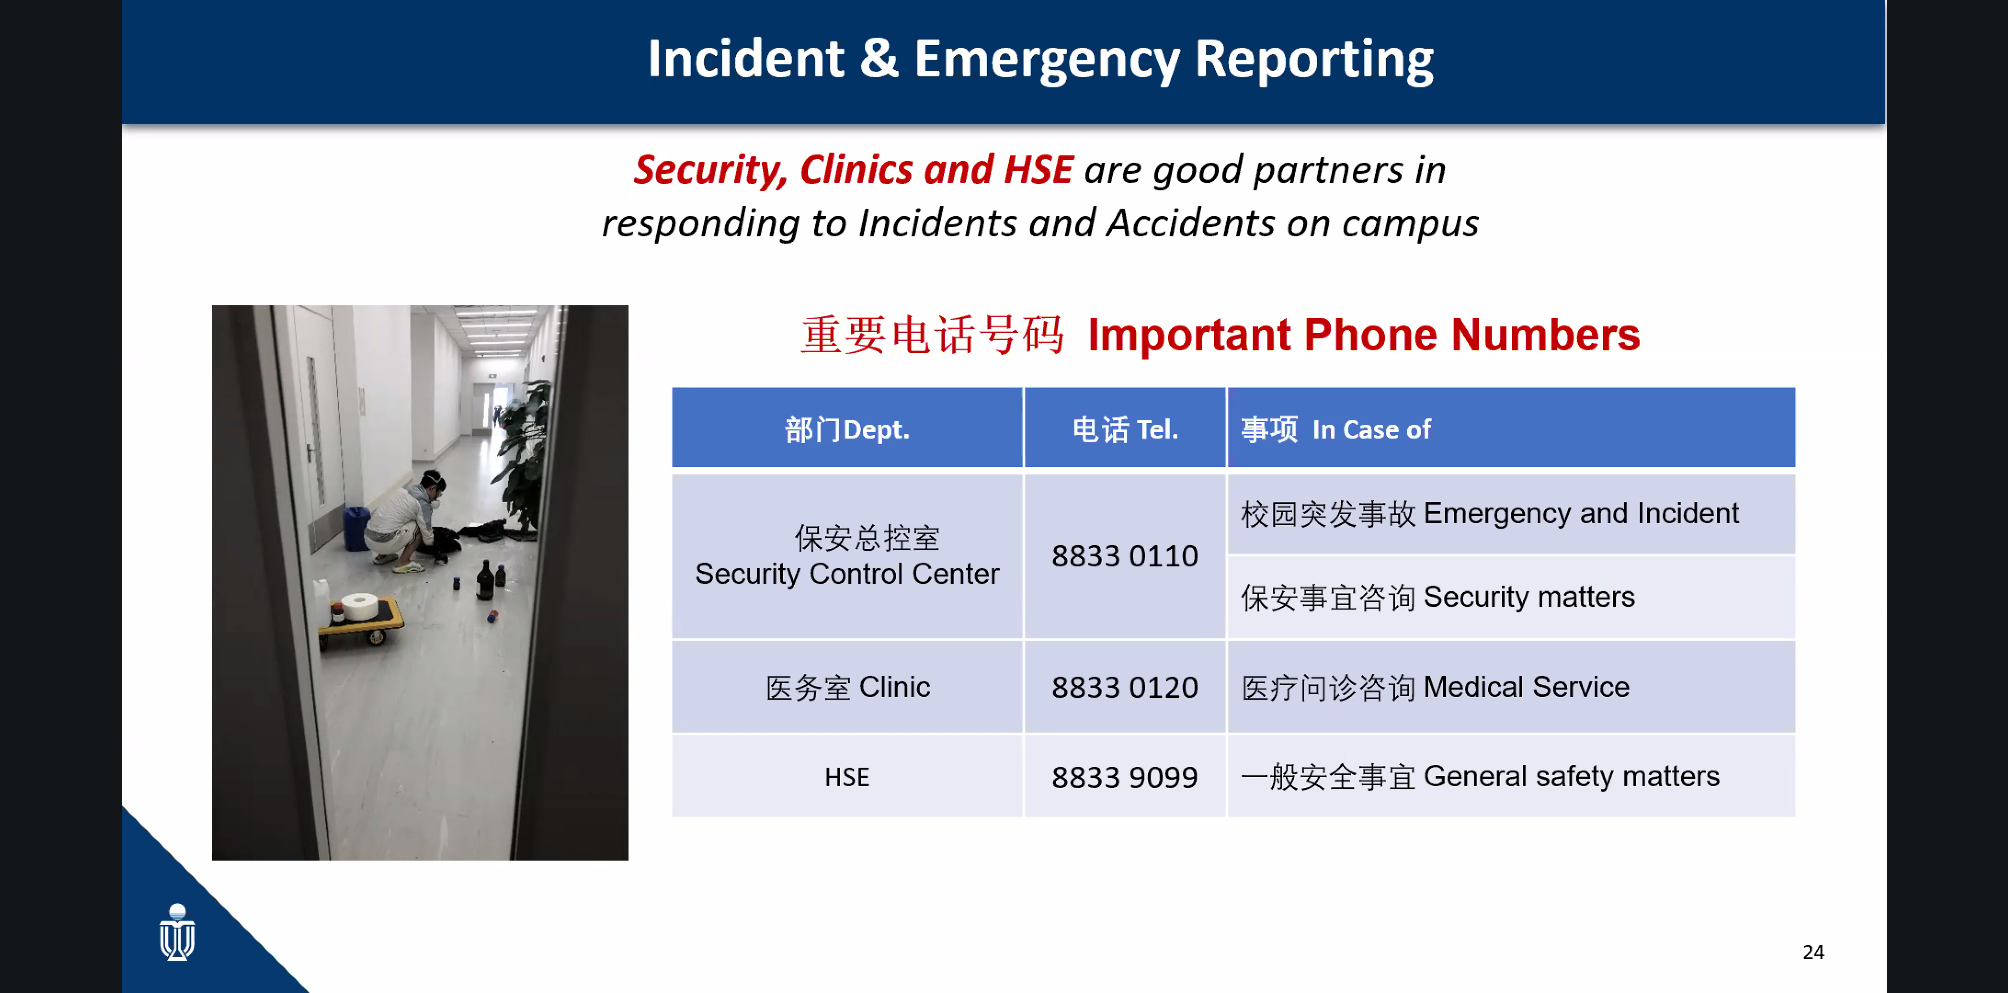 Incident & Emergency Reporting
Security, Clinics and HSE are good partners in
responding to Incidents and Accidents on campus
重要电话号码 Important Phone Numbers
部门Dept. 电话 Tel. 事项 In Case of
保安总控室
Security Control Center
8833 0110
校园突发事故 Emergency and Incident
保安事宜咨询 Security matters
医务室 Clinic 8833 0120 医疗问诊咨询 Medical Service
HSE 8833 9099 一般安全事宜 General safety matters
24